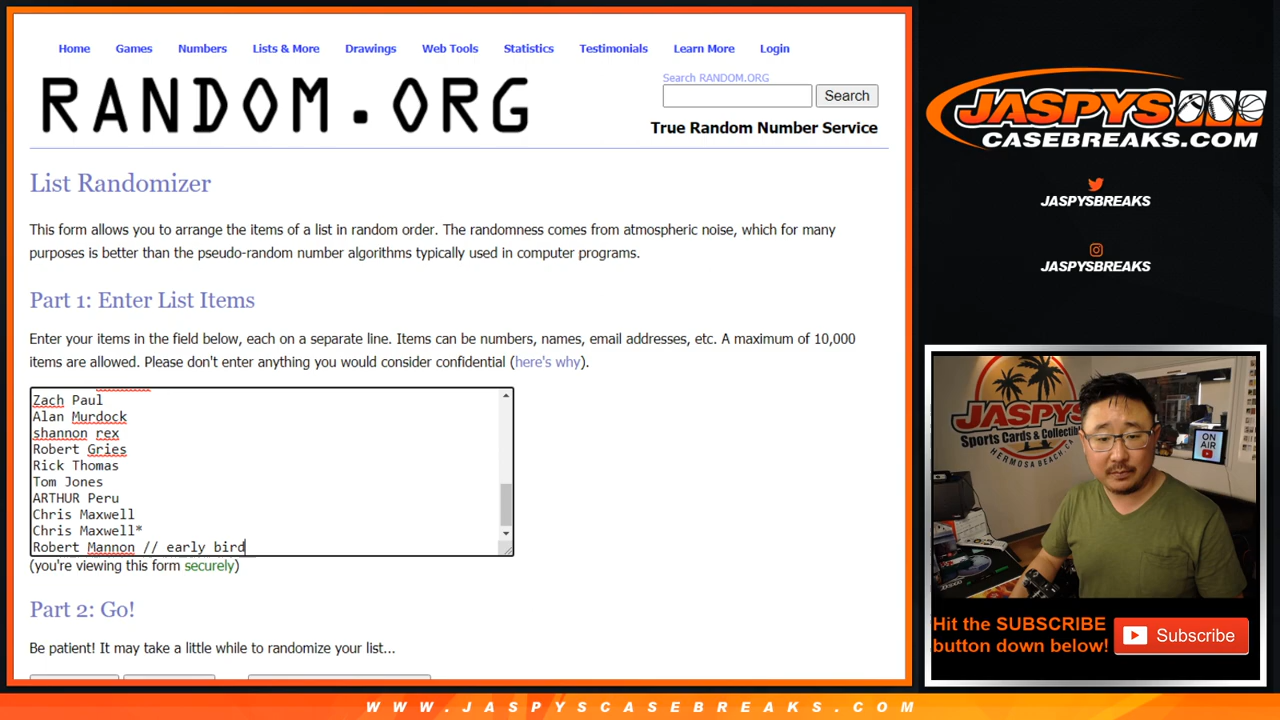 Home Games Numbers Lists & More Drawings Web Tools Statistics Testimonials Learn More Login
RANDOM.ORG
Search RANDOM.ORG
Search
True Random Number Service
List Randomizer
This form allows you to arrange the items of a list in random order. The randomness comes from atmospheric noise, which for many
purposes is better than the pseudo-random number algorithms typically used in computer programs.
Part 1: Enter List Items
Enter your items in the field below, each on a separate line. Items can be numbers, names, email addresses, etc. A maximum of 10,000
items are allowed. Please don't enter anything you would consider confidential (here's why).
Zach Paul
Alan Murdock
shannon rex
Robert Gries
Rick Thomas
Tom Jones
ARTHUR Peru
Chris Maxwell
Chris Maxwell*
Robert Mannon // early bird
(you're viewing this form securely)
Part 2: Go!
Be patient! It may take a little while to randomize your list...
JASPYS
CASEBREAKS.COM
JASPYSBREAKS
JASPYSBREAKS
JASPYS
Sports Cards & Collectibles
HERMOSA BEACH, CA
ON
AIR
Hit the SUBSCRIBE
button down below!
Subscribe
WWW.JASPYSCASEBREAKS.COM